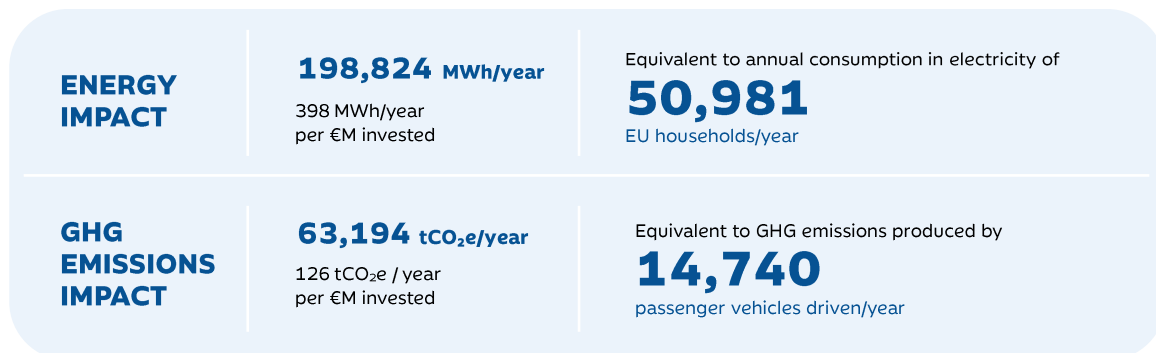 ENERGY
IMPACT
198,824 MWh/year
398 MWh/year
per €M invested
Equivalent to annual consumption in electricity of
50,981
EU households/year
GHG
EMISSIONS
IMPACT
63,194 tCO₂e/year
126 tCO₂e / year
per €M invested
Equivalent to GHG emissions produced by
14,740
passenger vehicles driven/year